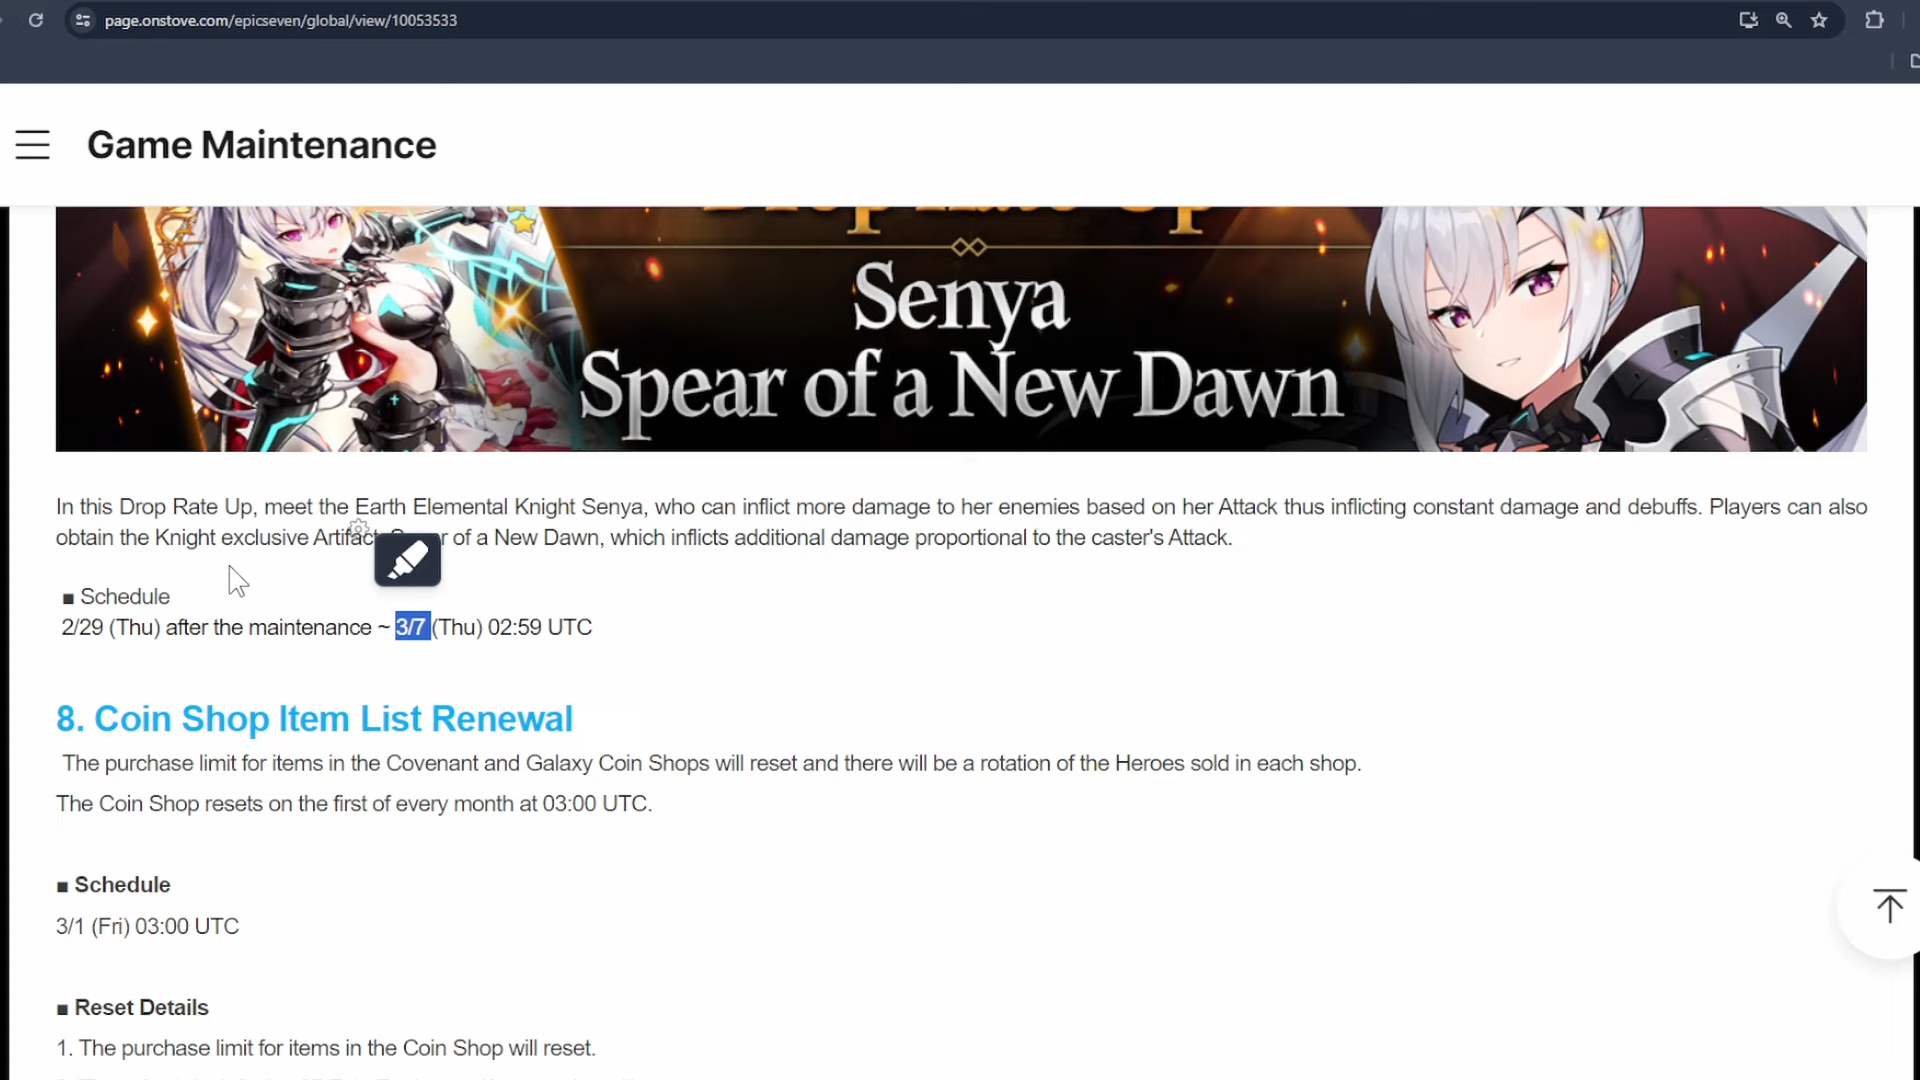 page.onstove.com/epicseven/global/view/10053533
Game Maintenance
Senya
Spear of a New Dawn
In this Drop Rate Up, meet the Earth Elemental Knight Senya, who can inflict more damage to her enemies based on her Attack thus inflicting constant damage and debuffs. Players can also
obtain the Knight exclusive Artifact, of a New Dawn, which inflicts additional damage proportional to the caster's Attack.
■ Schedule
2/29 (Thu) after the maintenance ~ 3/7 (Thu) 02:59 UTC
8. Coin Shop Item List Renewal
The purchase limit for items in the Covenant and Galaxy Coin Shops will reset and there will be a rotation of the Heroes sold in each shop.
The Coin Shop resets on the first of every month at 03:00 UTC.
■ Schedule
3/1 (Fri) 03:00 UTC
■ Reset Details
1. The purchase limit for items in the Coin Shop will reset.